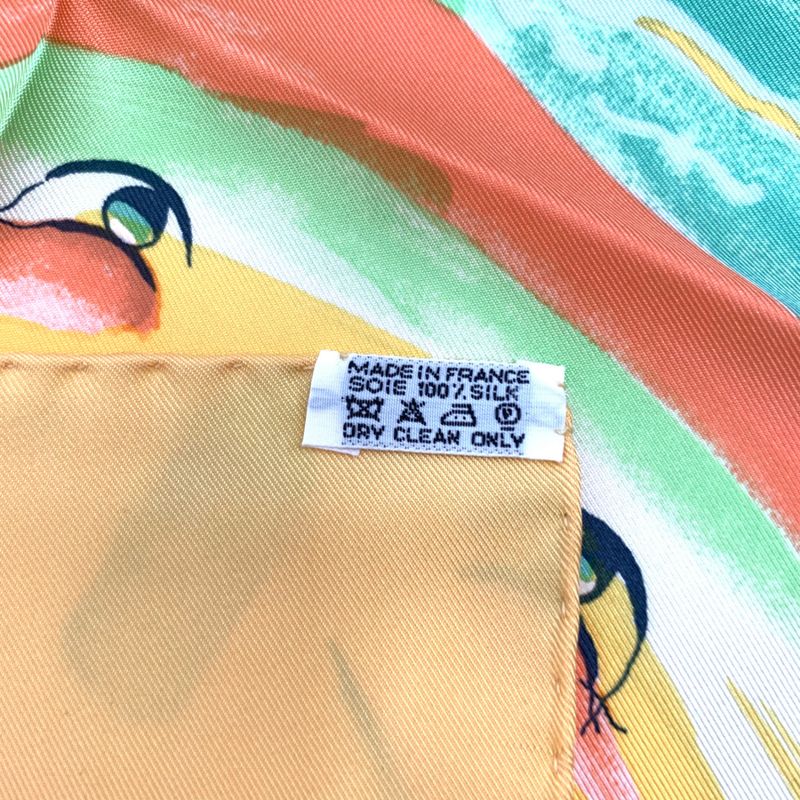 MADE IN FRANCE
SOIE 100% SILK
DRY CLEAN ONLY